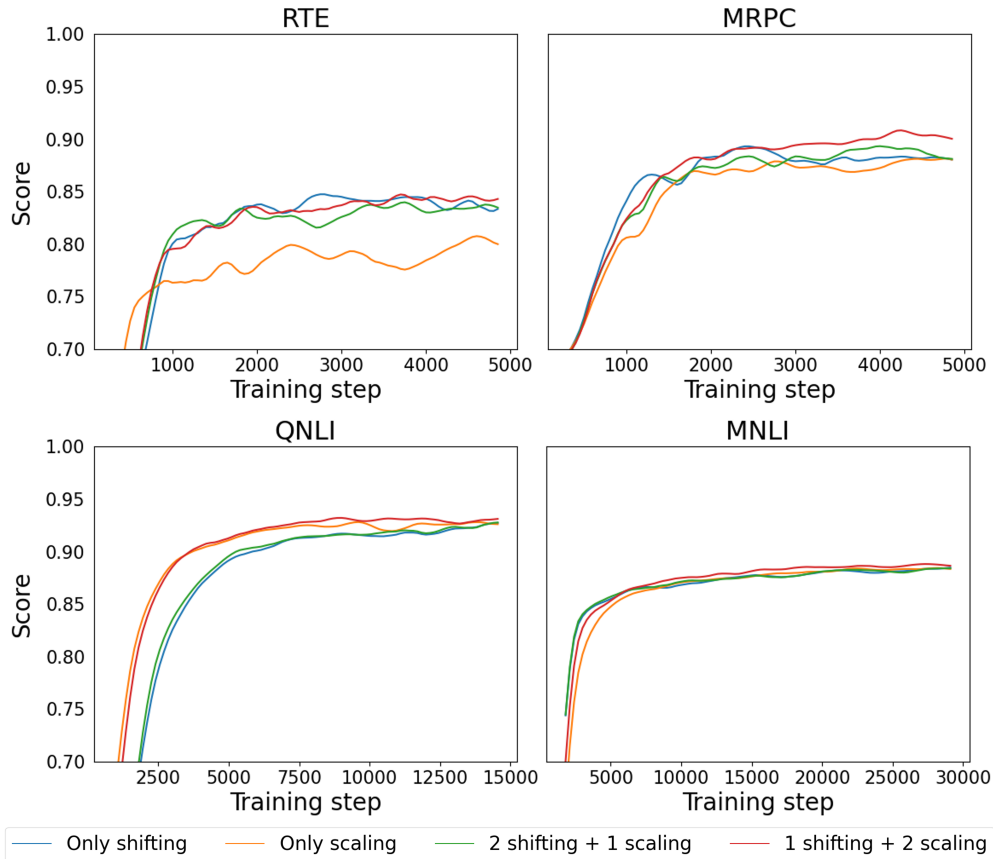 RTE MRPC
1.00
0.95
0.90
0.85
0.80
0.75
0.70
Score
1000 2000 3000 4000 5000 1000 2000 3000 4000 5000
Training step Training step
QNLI MNLI
1.00
0.95
0.90
0.85
0.80
0.75
0.70
Score
2500 5000 7500 10000 12500 15000 5000 10000 15000 20000 25000 30000
Training step Training step
Only shifting Only scaling 2 shifting + 1 scaling 1 shifting + 2 scaling